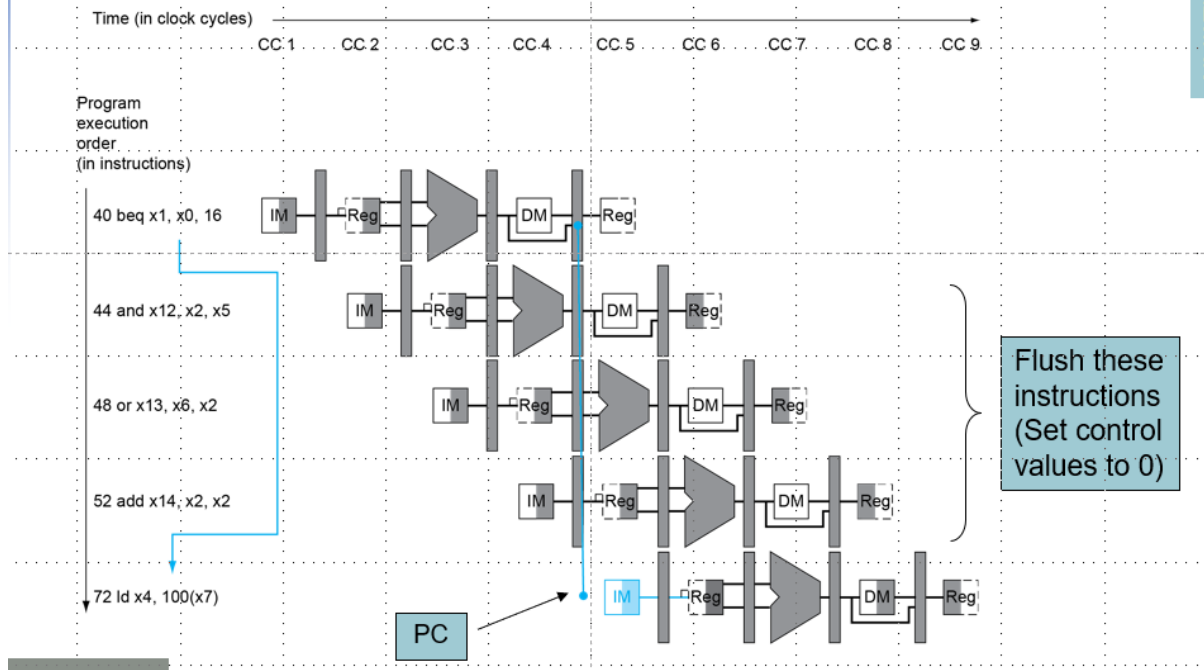 Time (in clock cycles)
CC 1 CC 2 CC 3 CC 4 CC 5 CC 6 CC 7 CC 8 CC 9
Program
execution
order
(in instructions)
40 beq x1, x0, 16
IM Reg DM Reg
44 and x12, x2, x5
IM Reg DM Reg
48 or x13, x6, x2
IM Reg DM Reg
52 add x14, x2, x2
IM Reg DM Reg
72 ld x4, 100(x7)
IM Reg DM Reg
Flush these
instructions
(Set control
values to 0)
PC